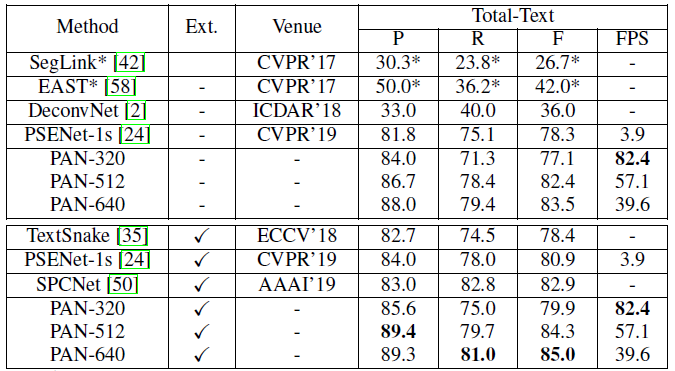 Method Ext. Venue Total-Text
P R F FPS
SegLink* [42] CVPR'17 30.3* 23.8* 26.7* -
EAST* [58] - CVPR'17 50.0* 36.2* 42.0* -
DeconvNet [2] - ICDAR'18 33.0 40.0 36.0 -
PSENet-1s [24] - CVPR'19 81.8 75.1 78.3 3.9
PAN-320 - - 84.0 71.3 77.1 82.4
PAN-512 - - 86.7 78.4 82.4 57.1
PAN-640 - - 88.0 79.4 83.5 39.6
TextSnake [35] ✓ ECCV'18 82.7 74.5 78.4 -
PSENet-1s [24] ✓ CVPR'19 84.0 78.0 80.9 3.9
SPCNet [50] ✓ AAAI'19 83.0 82.8 82.9 -
PAN-320 ✓ - 85.6 75.0 79.9 82.4
PAN-512 ✓ - 89.4 79.7 84.3 57.1
PAN-640 ✓ - 89.3 81.0 85.0 39.6